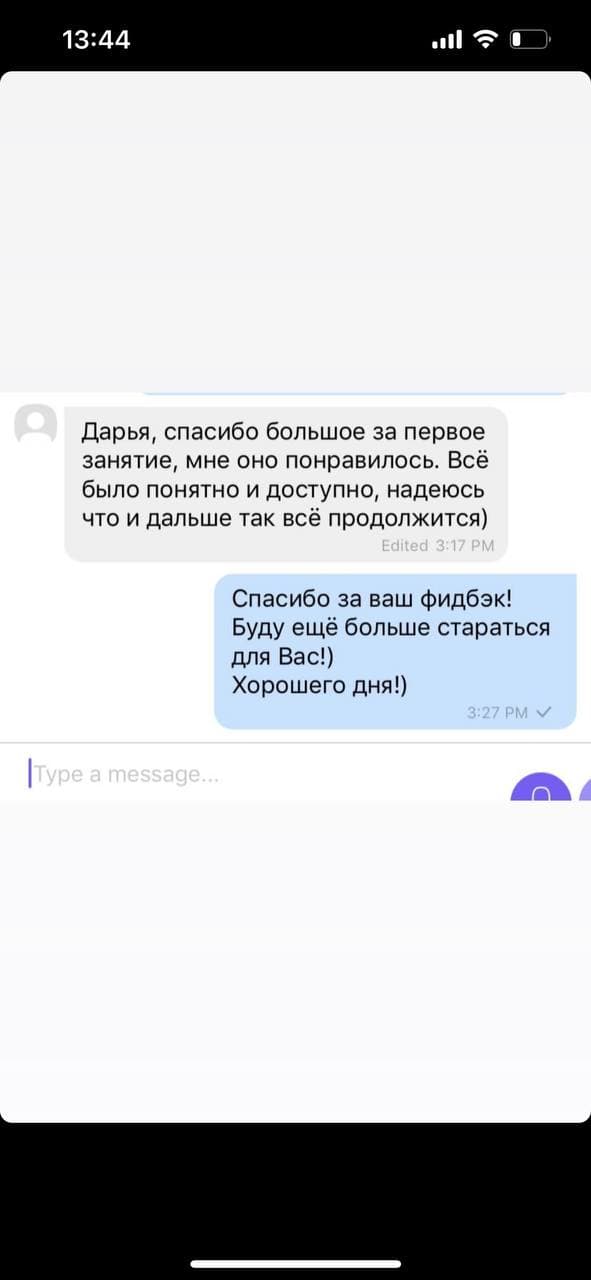 13:44
Дарья, спасибо большое за первое
занятие, мне оно понравилось. Всё
было понятно и доступно, надеюсь
что и дальше так всё продолжится)
Edited 3:17 PM
Спасибо за ваш фидбэк!
Буду ещё больше стараться
для Вас!)
Хорошего дня!)
3:27 PM
Type a message...